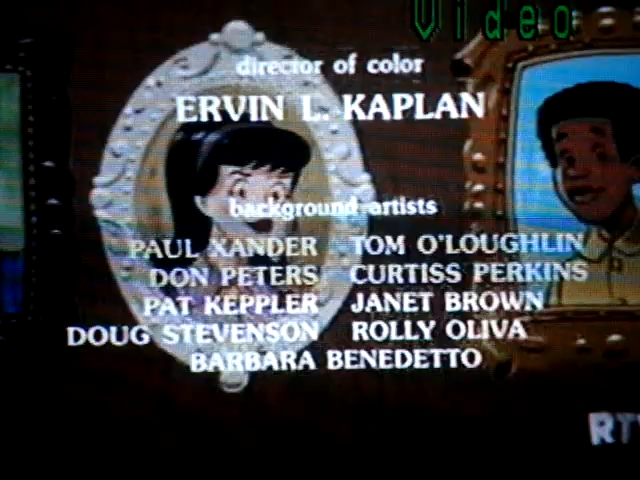 Video
director of color
ERVIN L. KAPLAN
background artists
PAUL XANDER TOM O'LOUGHLIN
DON PETERS CURTISS PERKINS
PAT KEPPLER JANET BROWN
DOUG STEVENSON ROLLY OLIVA
BARBARA BENEDETTO